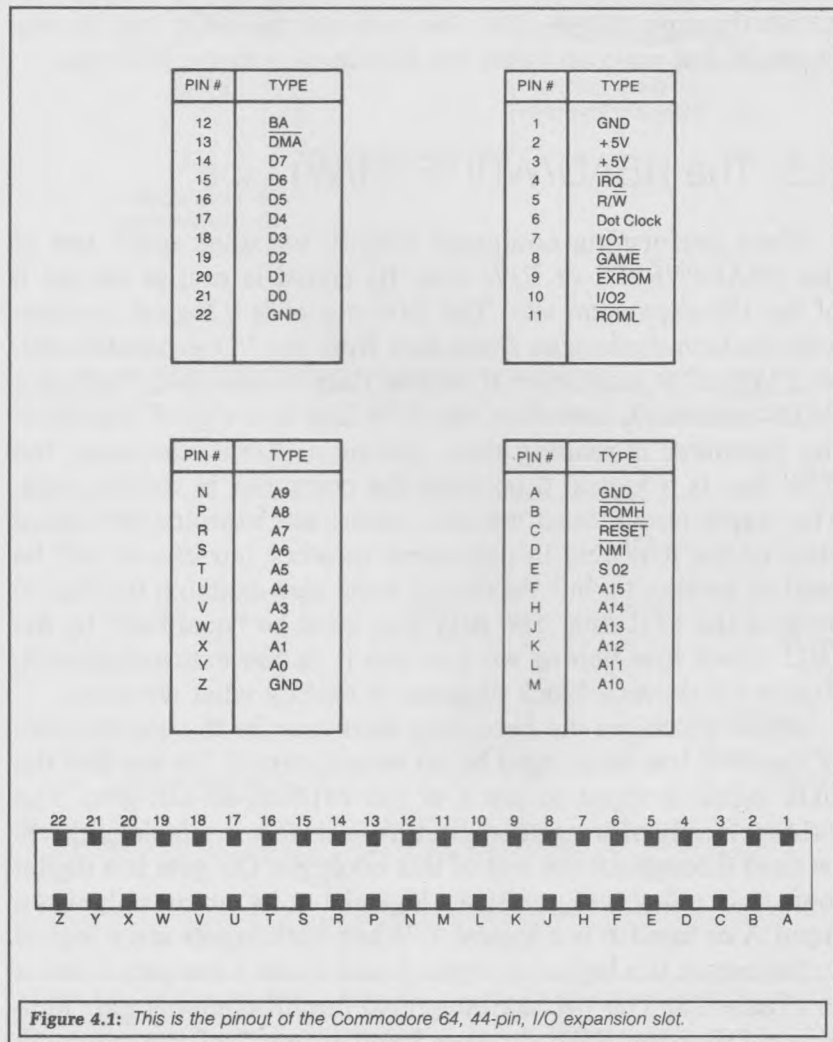 PIN # TYPE
12 BA
13 DMA
14 D7
15 D6
16 D5
17 D4
18 D3
19 D2
20 D1
21 D0
22 GND
PIN # TYPE
1 GND
2 +5V
3 +5V
4 IRQ
5 R/W
6 Dot Clock
7 I/O1
8 GAME
9 EXROM
10 I/O2
11 ROML
PIN # TYPE
N A9
P A8
R A7
S A6
T A5
U A4
V A3
W A2
X A1
Y A0
Z GND
PIN # TYPE
A GND
B ROMH
C RESET
D NMI
E S 02
F A15
H A14
J A13
K A12
L A11
M A10
22 21 20 19 18 17 16 15 14 13 12 11 10 9 8 7 6 5 4 3 2 1
Z Y X W V U T S R P N M L K J H F E D C B A
Figure 4.1: This is the pinout of the Commodore 64, 44-pin, I/O expansion slot.